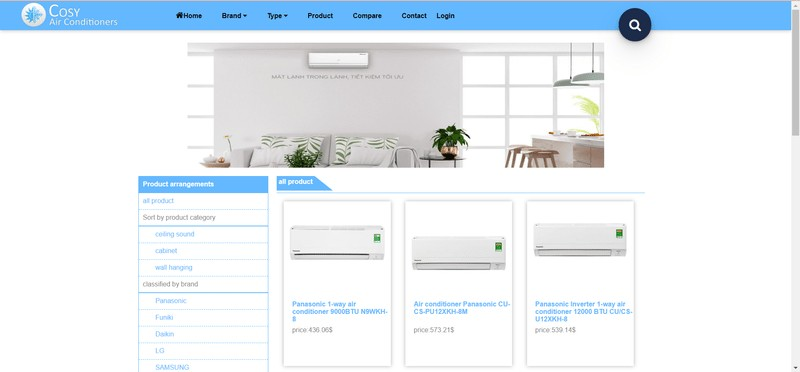 COSY
Air Conditioners
Home Brand Type Product Compare Contact Login
MÁT LẠNH TRONG LÀNH, TIẾT KIỆM TỐI ƯU
Product arrangements
all product
Sort by product category
ceiling sound
cabinet
wall hanging
classified by brand
Panasonic
Funiki
Daikin
LG
SAMSUNG
all product
Panasonic 1-way air
conditioner 9000BTU N9WKH-
8
price:436.06$
Air conditioner Panasonic CU-
CS-PU12XKH-8M
price:573.21$
Panasonic Inverter 1-way air
conditioner 12000 BTU CU/CS-
U12XKH-8
price:539.14$